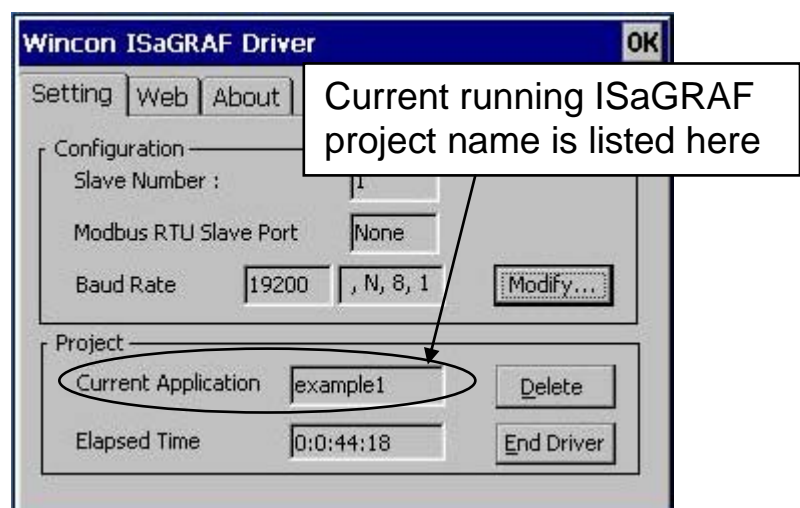 Wincon ISaGRAF Driver OK
Setting Web About
Current running ISaGRAF
project name is listed here
Configuration
Slave Number : 1
Modbus RTU Slave Port None
Baud Rate 19200 , N, 8, 1 Modify...
Project
Current Application example1 Delete
Elapsed Time 0:0:44:18 End Driver